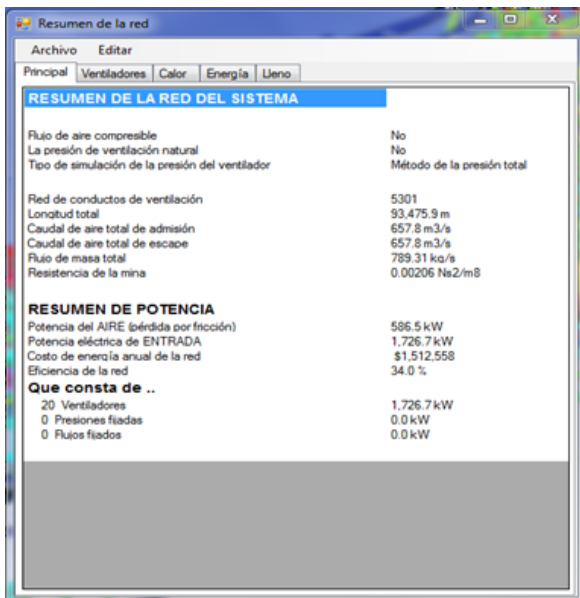 Resumen de la red
Archivo Editar
Principal Ventiladores Calor Energía Lleno
RESUMEN DE LA RED DEL SISTEMA
Flujo de aire compresible No
La presión de ventilación natural No
Tipo de simulación de la presión del ventilador Método de la presión total
Red de conductos de ventilación 5301
Longitud total 93,475.9 m
Caudal de aire total de admisión 657.8 m3/s
Caudal de aire total de escape 657.8 m3/s
Flujo de masa total 789.31 kg/s
Resistencia de la mina 0.00206 Ns2/m8
RESUMEN DE POTENCIA
Potencia del AIRE (pérdida por fricción) 586.5 kW
Potencia eléctrica de ENTRADA 1,726.7 kW
Costo de energía anual de la red $1,512,558
Eficiencia de la red 34.0 %
Que consta de ..
20 Ventiladores 1,726.7 kW
0 Presiones fijadas 0.0 kW
0 Flujos fijados 0.0 kW